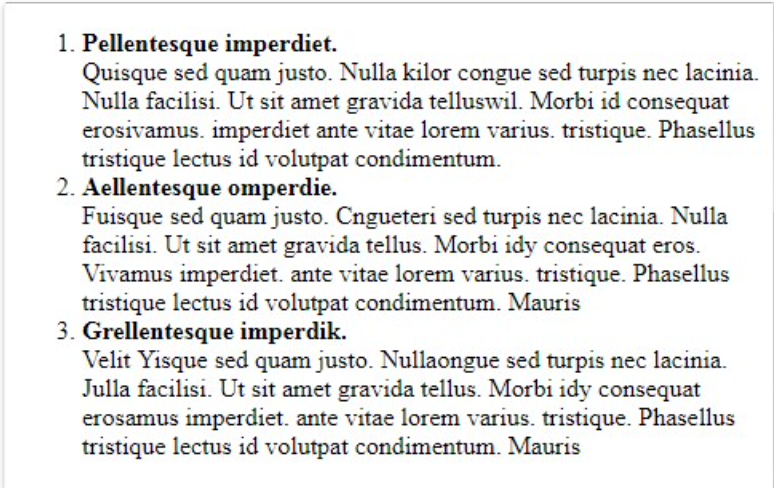 1. Pellentesque imperdiet.
Quisque sed quam justo. Nulla kilor congue sed turpis nec lacinia.
Nulla facilisi. Ut sit amet gravida telluswil. Morbi id consequat
erosivamus. imperdiet ante vitae lorem varius. tristique. Phasellus
tristique lectus id volutpat condimentum.
2. Aellentesque omperdie.
Fuisque sed quam justo. Cngueteri sed turpis nec lacinia. Nulla
facilisi. Ut sit amet gravida tellus. Morbi idy consequat eros.
Vivamus imperdiet. ante vitae lorem varius. tristique. Phasellus
tristique lectus id volutpat condimentum. Mauris
3. Grellentesque imperdik.
Velit Yisque sed quam justo. Nullaongue sed turpis nec lacinia.
Julla facilisi. Ut sit amet gravida tellus. Morbi idy consequat
erosamus imperdiet. ante vitae lorem varius. tristique. Phasellus
tristique lectus id volutpat condimentum. Mauris